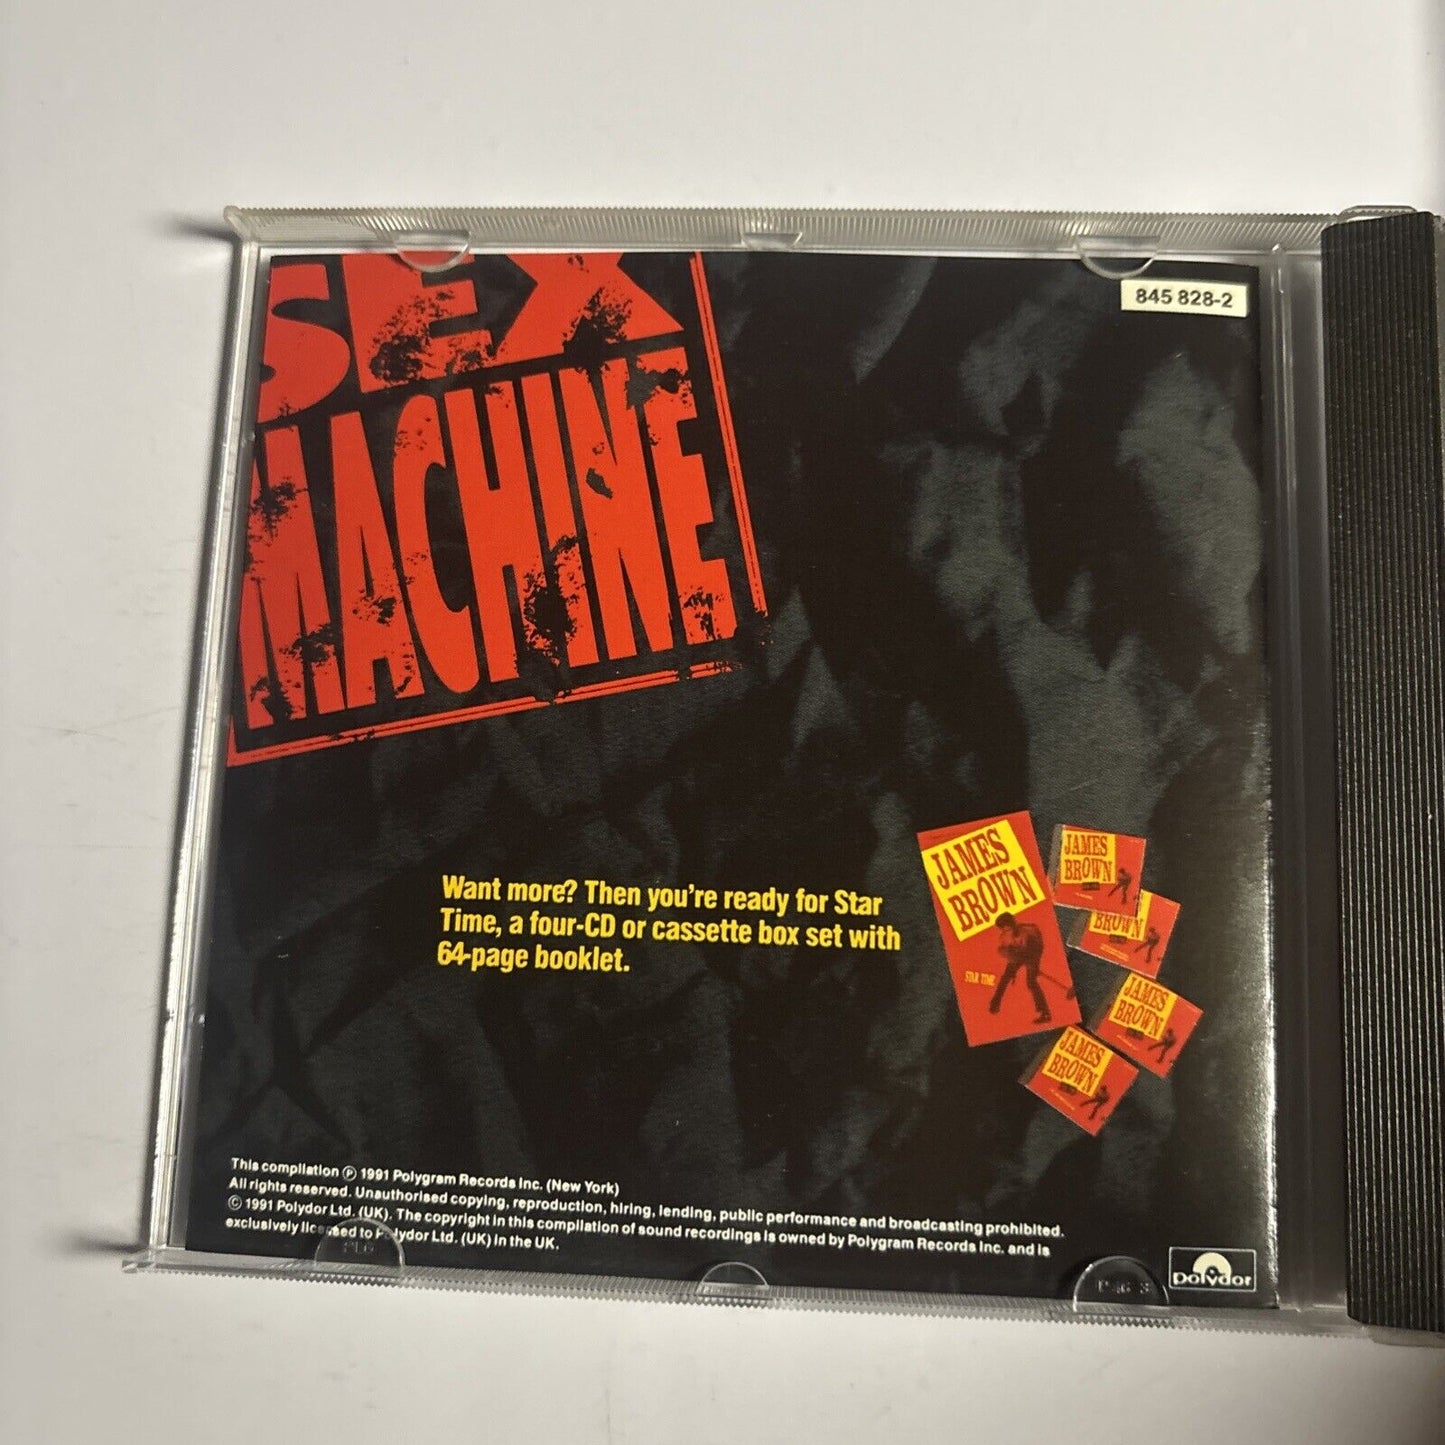 SEX
MACHINE
845 828-2
Want more? Then you're ready for Star
Time, a four-CD or cassette box set with
64-page booklet.
JAMES
BROWN
STAR TIME
JAMES
BROWN
BROWN
JAMES
BROWN
JAMES
BROWN
This compilation ℗ 1991 Polygram Records Inc. (New York)
All rights reserved. Unauthorised copying, reproduction, hiring, lending, public performance and broadcasting prohibited.
© 1991 Polydor Ltd. (UK). The copyright in this compilation of sound recordings is owned by Polygram Records Inc. and is
exclusively licensed to Polydor Ltd. (UK) in the UK.
polydor